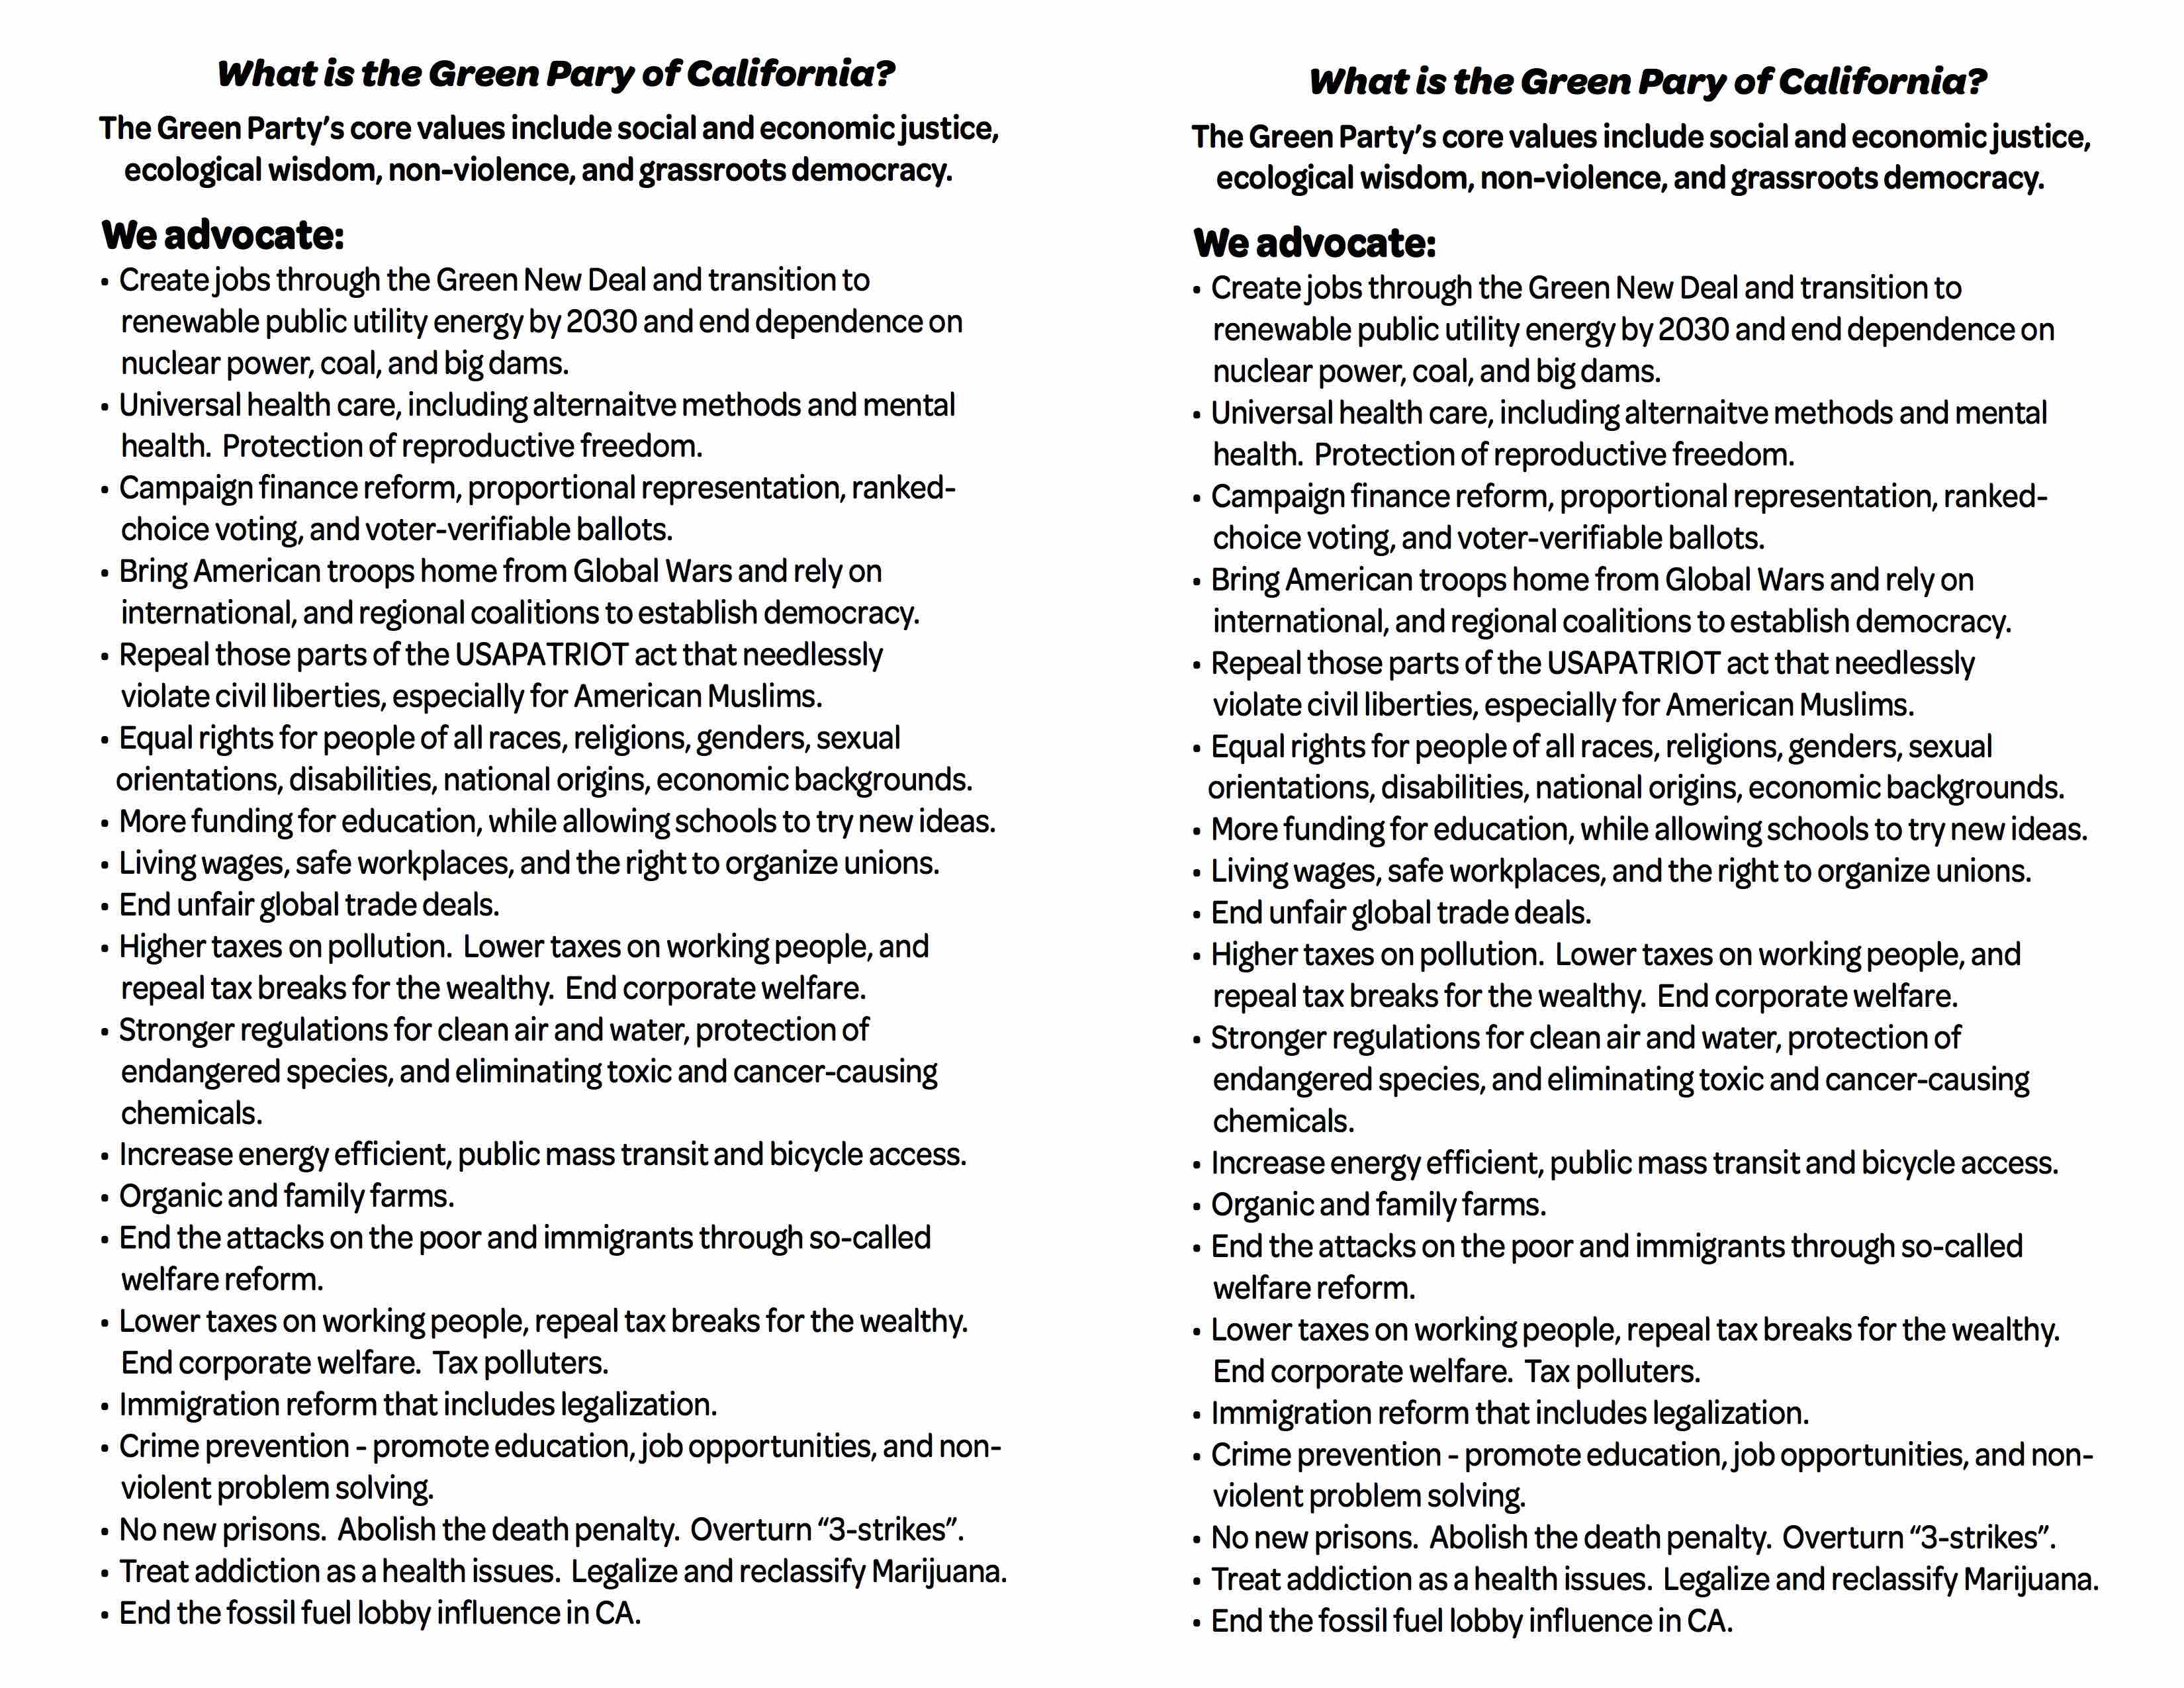 What is the Green Pary of California?
The Green Party's core values include social and economic justice,
ecological wisdom, non-violence, and grassroots democracy.
We advocate:
• Create jobs through the Green New Deal and transition to
renewable public utility energy by 2030 and end dependence on
nuclear power, coal, and big dams.
• Universal health care, including alternaitve methods and mental
health.  Protection of reproductive freedom.
• Campaign finance reform, proportional representation, ranked-
choice voting, and voter-verifiable ballots.
• Bring American troops home from Global Wars and rely on
international, and regional coalitions to establish democracy.
• Repeal those parts of the USAPATRIOT act that needlessly
violate civil liberties, especially for American Muslims.
• Equal rights for people of all races, religions, genders, sexual
orientations, disabilities, national origins, economic backgrounds.
• More funding for education, while allowing schools to try new ideas.
• Living wages, safe workplaces, and the right to organize unions.
• End unfair global trade deals.
• Higher taxes on pollution.  Lower taxes on working people, and
repeal tax breaks for the wealthy.  End corporate welfare.
• Stronger regulations for clean air and water, protection of
endangered species, and eliminating toxic and cancer-causing
chemicals.
• Increase energy efficient, public mass transit and bicycle access.
• Organic and family farms.
• End the attacks on the poor and immigrants through so-called
welfare reform.
• Lower taxes on working people, repeal tax breaks for the wealthy.
End corporate welfare.  Tax polluters.
• Immigration reform that includes legalization.
• Crime prevention - promote education, job opportunities, and non-
violent problem solving.
• No new prisons.  Abolish the death penalty.  Overturn “3-strikes”.
• Treat addiction as a health issues.  Legalize and reclassify Marijuana.
• End the fossil fuel lobby influence in CA.
What is the Green Pary of California?
The Green Party's core values include social and economic justice,
ecological wisdom, non-violence, and grassroots democracy.
We advocate:
• Create jobs through the Green New Deal and transition to
renewable public utility energy by 2030 and end dependence on
nuclear power, coal, and big dams.
• Universal health care, including alternaitve methods and mental
health.  Protection of reproductive freedom.
• Campaign finance reform, proportional representation, ranked-
choice voting, and voter-verifiable ballots.
• Bring American troops home from Global Wars and rely on
international, and regional coalitions to establish democracy.
• Repeal those parts of the USAPATRIOT act that needlessly
violate civil liberties, especially for American Muslims.
• Equal rights for people of all races, religions, genders, sexual
orientations, disabilities, national origins, economic backgrounds.
• More funding for education, while allowing schools to try new ideas.
• Living wages, safe workplaces, and the right to organize unions.
• End unfair global trade deals.
• Higher taxes on pollution.  Lower taxes on working people, and
repeal tax breaks for the wealthy.  End corporate welfare.
• Stronger regulations for clean air and water, protection of
endangered species, and eliminating toxic and cancer-causing
chemicals.
• Increase energy efficient, public mass transit and bicycle access.
• Organic and family farms.
• End the attacks on the poor and immigrants through so-called
welfare reform.
• Lower taxes on working people, repeal tax breaks for the wealthy.
End corporate welfare.  Tax polluters.
• Immigration reform that includes legalization.
• Crime prevention - promote education, job opportunities, and non-
violent problem solving.
• No new prisons.  Abolish the death penalty.  Overturn “3-strikes”.
• Treat addiction as a health issues.  Legalize and reclassify Marijuana.
• End the fossil fuel lobby influence in CA.